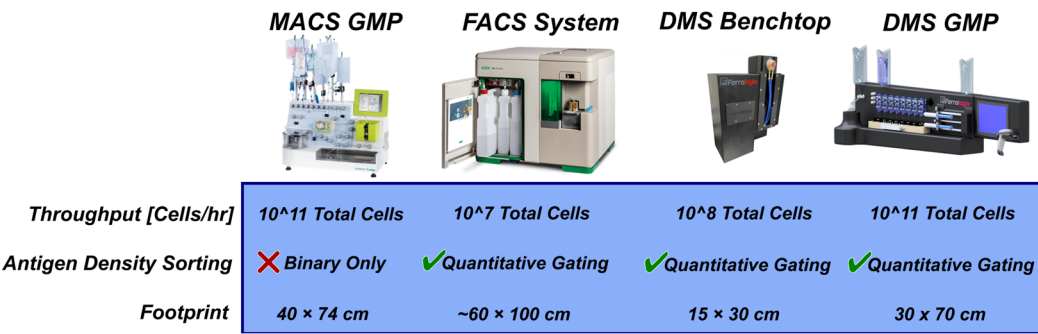 MACS GMP FACS System DMS Benchtop DMS GMP
Ferrologix
Ferrologix
Throughput [Cells/hr] 10^11 Total Cells 10^7 Total Cells 10^8 Total Cells 10^11 Total Cells
Antigen Density Sorting ❌ Binary Only ✔ Quantitative Gating ✔ Quantitative Gating ✔ Quantitative Gating
Footprint 40 × 74 cm ~60 × 100 cm 15 × 30 cm 30 x 70 cm